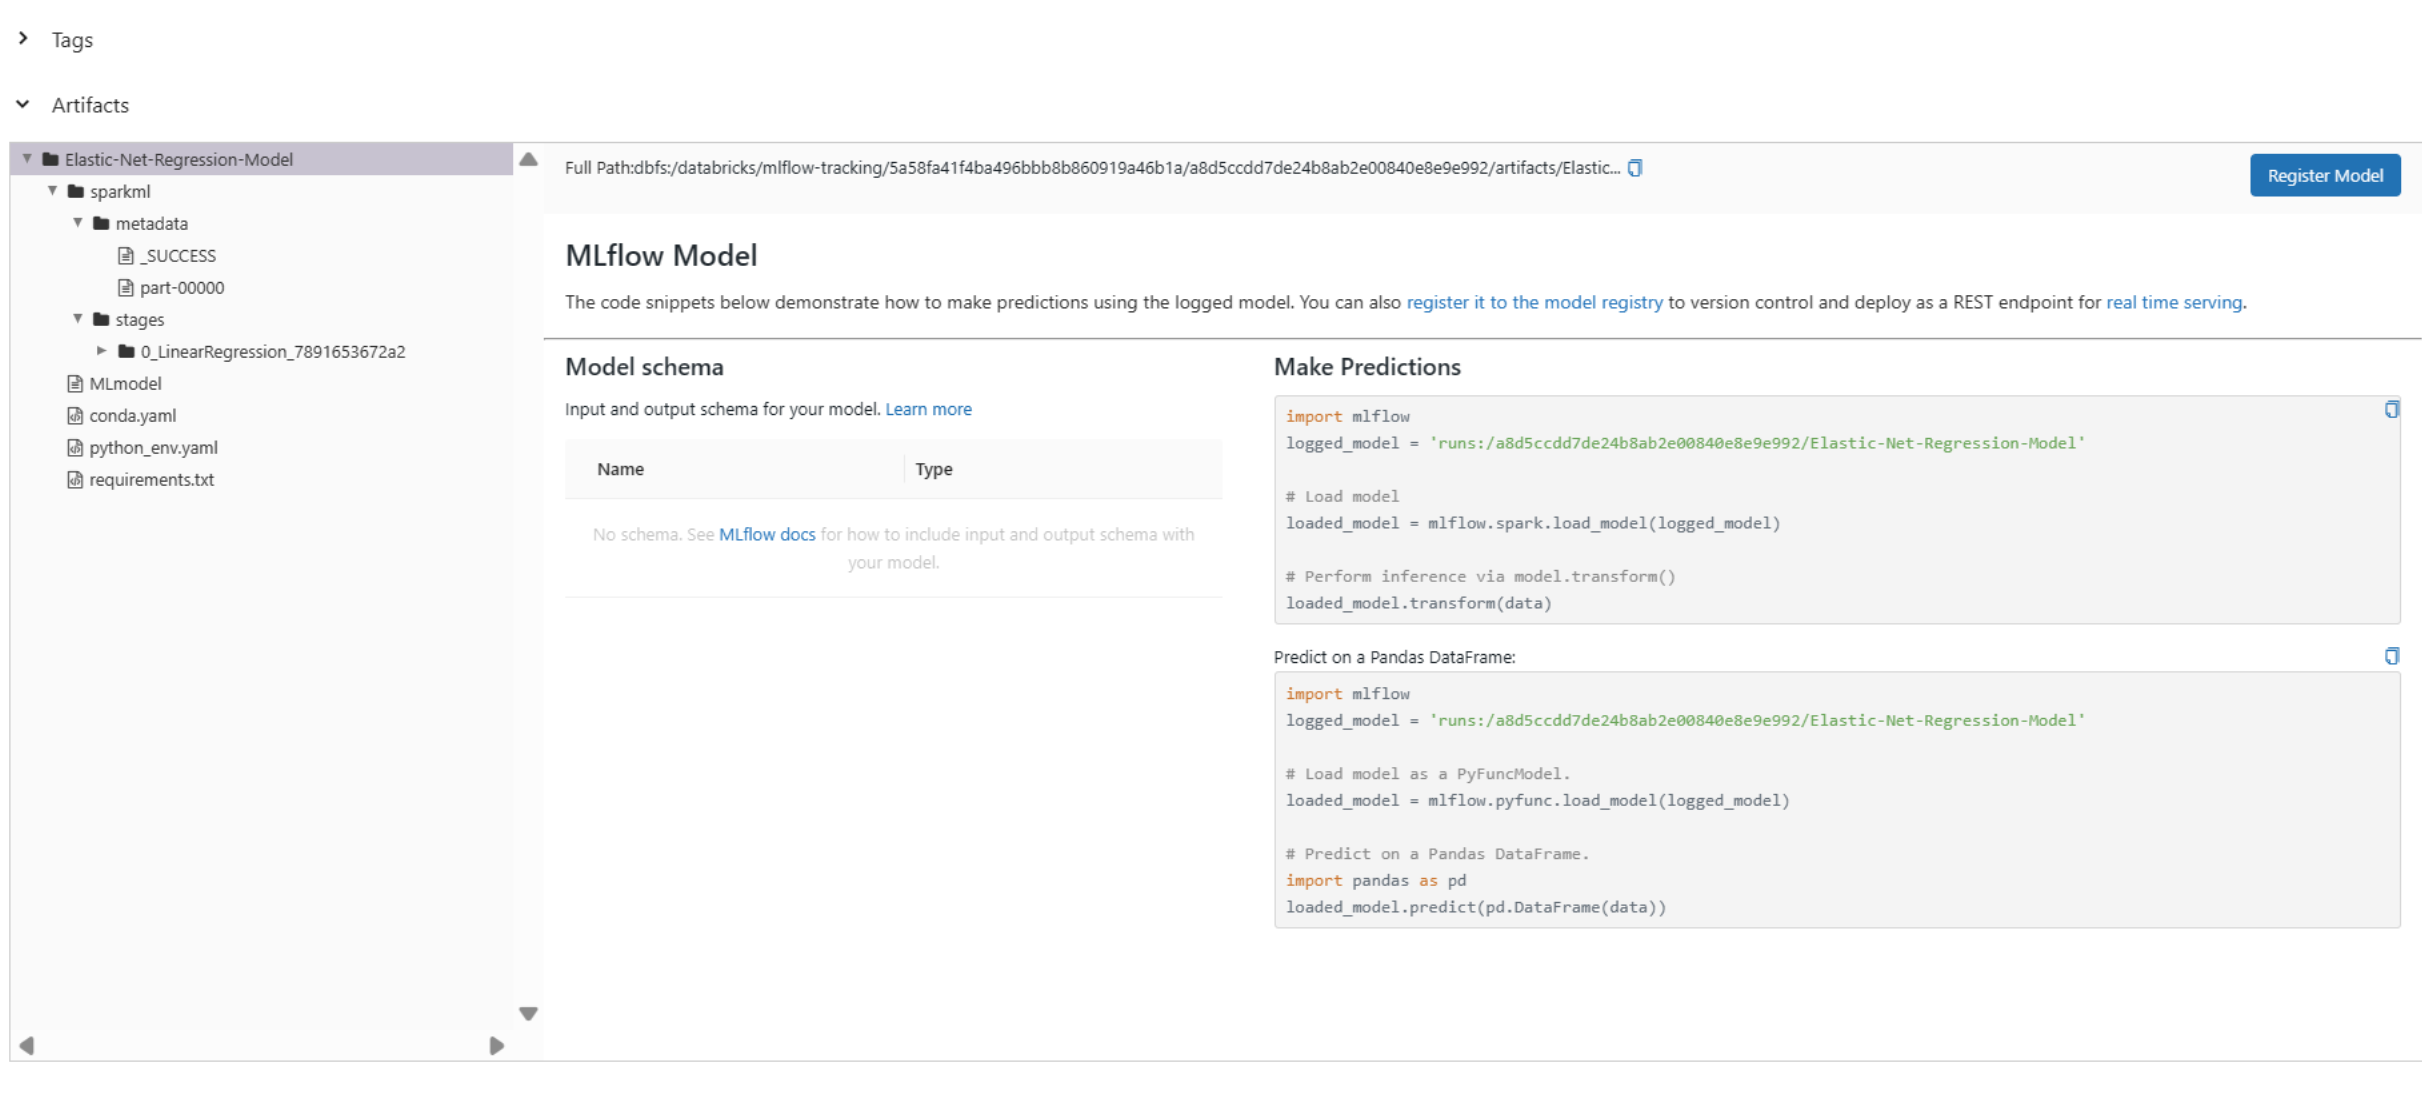 Tags
Artifacts
Elastic-Net-Regression-Model
sparkml
metadata
_SUCCESS
part-00000
stages
0_LinearRegression_7891653672a2
MLmodel
conda.yaml
python_env.yaml
requirements.txt
Full Path:dbfs:/databricks/mlflow-tracking/5a58fa41f4ba496bbb8b860919a46b1a/a8d5ccdd7de24b8ab2e00840e8e9e992/artifacts/Elastic...
Register Model
MLflow Model
The code snippets below demonstrate how to make predictions using the logged model. You can also register it to the model registry to version control and deploy as a REST endpoint for real time serving.
Model schema
Input and output schema for your model. Learn more
Name Type
No schema. See MLflow docs for how to include input and output schema with
your model.
Make Predictions
import mlflow
logged_model = 'runs:/a8d5ccdd7de24b8ab2e00840e8e9e992/Elastic-Net-Regression-Model'
# Load model
loaded_model = mlflow.spark.load_model(logged_model)
# Perform inference via model.transform()
loaded_model.transform(data)
Predict on a Pandas DataFrame:
import mlflow
logged_model = 'runs:/a8d5ccdd7de24b8ab2e00840e8e9e992/Elastic-Net-Regression-Model'
# Load model as a PyFuncModel.
loaded_model = mlflow.pyfunc.load_model(logged_model)
# Predict on a Pandas DataFrame.
import pandas as pd
loaded_model.predict(pd.DataFrame(data))